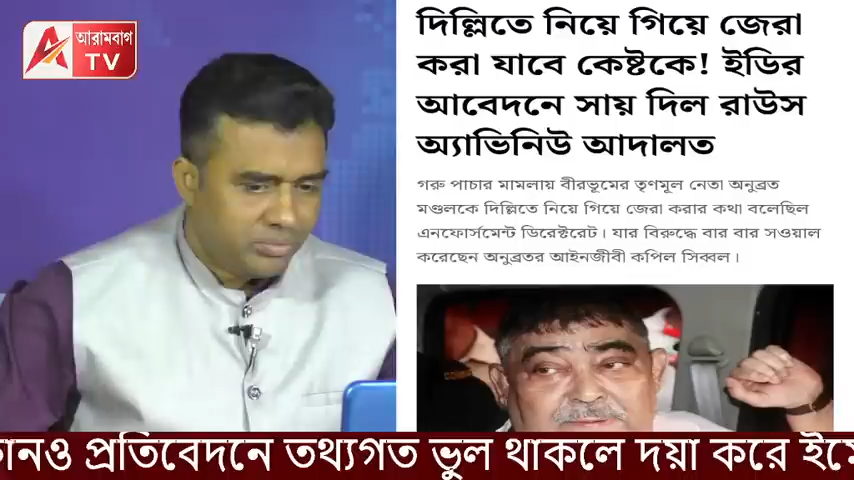 আরামবাগ
TV
দিল্লিতে নিয়ে গিয়ে জেরা
করা যাবে কেষ্টকে! ইডির
আবেদনে সায় দিল রাউস
অ্যাভিনিউ আদালত
গরু পাচার মামলায় বীরভূমের তৃণমূল নেতা অনুব্রত
মণ্ডলকে দিল্লিতে নিয়ে গিয়ে জেরা করার কথা বলেছিল
এনফোর্সমেন্ট ডিরেক্টরেট। যার বিরুদ্ধে বার বার সওয়াল
করেছেন অনুব্রতর আইনজীবী কপিল সিব্বল।
প্রতিবেদনে তথ্যগত ভুল থাকলে দয়া করে